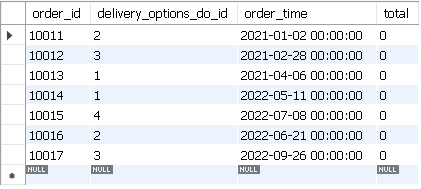 order_id delivery_options_do_id order_time total
10011 2 2021-01-02 00:00:00 0
10012 3 2021-02-28 00:00:00 0
10013 1 2021-04-06 00:00:00 0
10014 1 2022-05-11 00:00:00 0
10015 4 2022-07-08 00:00:00 0
10016 2 2022-06-21 00:00:00 0
10017 3 2022-09-26 00:00:00 0
NULL NULL NULL NULL